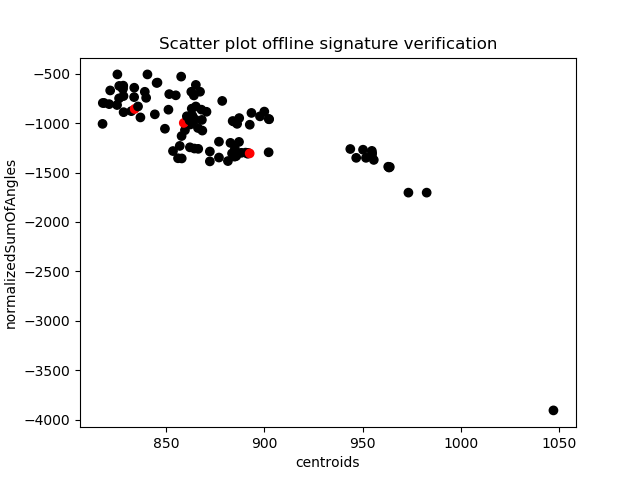 Scatter plot offline signature verification
normalizedSumOfAngles
−500
−1000
−1500
−2000
−2500
−3000
−3500
−4000
850 900 950 1000 1050
centroids